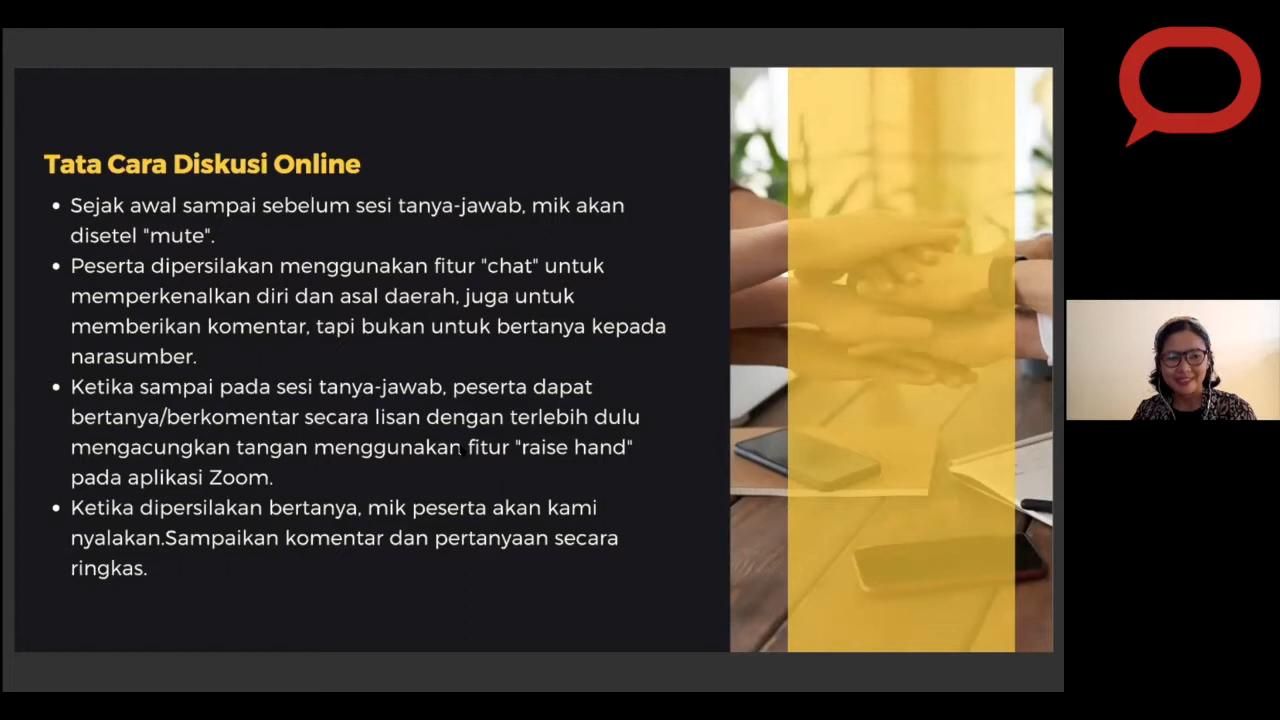 Tata Cara Diskusi Online
• Sejak awal sampai sebelum sesi tanya-jawab, mik akan
disetel "mute".
• Peserta dipersilakan menggunakan fitur "chat" untuk
memperkenalkan diri dan asal daerah, juga untuk
memberikan komentar, tapi bukan untuk bertanya kepada
narasumber.
• Ketika sampai pada sesi tanya-jawab, peserta dapat
bertanya/berkomentar secara lisan dengan terlebih dulu
mengacungkan tangan menggunakan fitur "raise hand"
pada aplikasi Zoom.
• Ketika dipersilakan bertanya, mik peserta akan kami
nyalakan.Sampaikan komentar dan pertanyaan secara
ringkas.